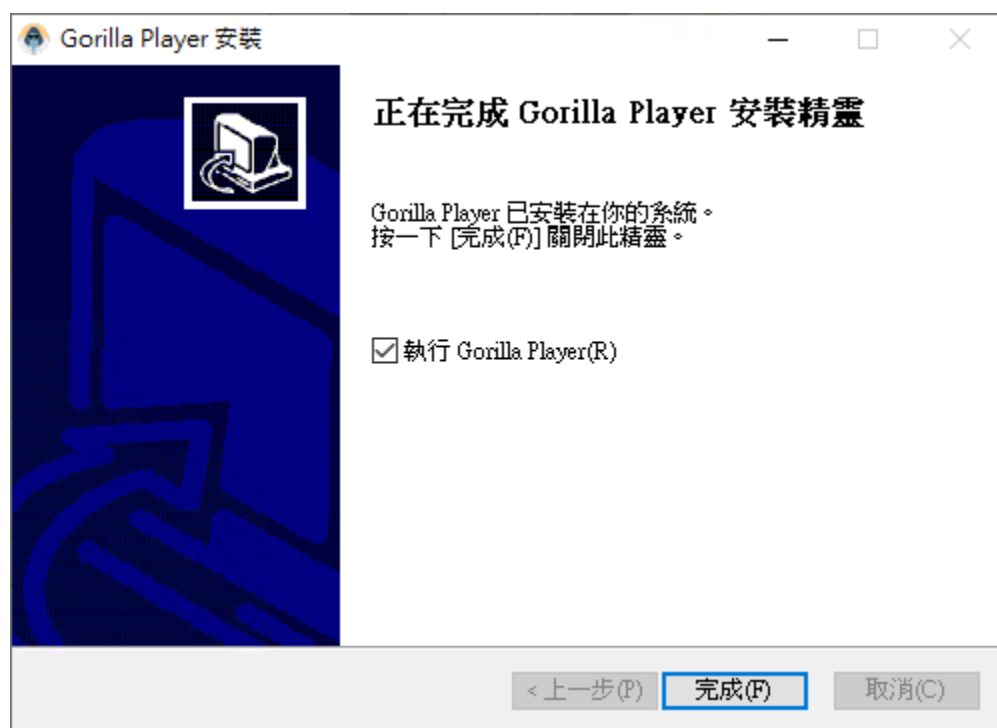 Gorilla Player 安裝
正在完成 Gorilla Player 安裝精靈
Gorilla Player 已安裝在你的系統。
按一下 [完成(F)] 關閉此精靈。
執行 Gorilla Player(R)
<上一步(P)
完成(F)
取消(C)